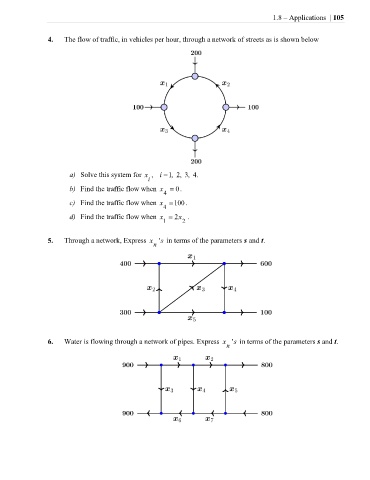 1.8 – Applications | 105
4. The flow of traffic, in vehicles per hour, through a network of streets as is shown below
200
x₁ x₂
100 100
x₃ x₄
200
a) Solve this system for xᵢ, i = 1, 2, 3, 4.
b) Find the traffic flow when x₄ = 0.
c) Find the traffic flow when x₄ = 100.
d) Find the traffic flow when x₁ = 2x₂.
5. Through a network, Express xₙ's in terms of the parameters s and t.
x₁
400 600
x₂ x₃ x₄
300 100
x₅
6. Water is flowing through a network of pipes. Express xₙ's in terms of the parameters s and t.
x₁ x₂
900 800
x₃ x₄ x₅
900 800
x₆ x₇